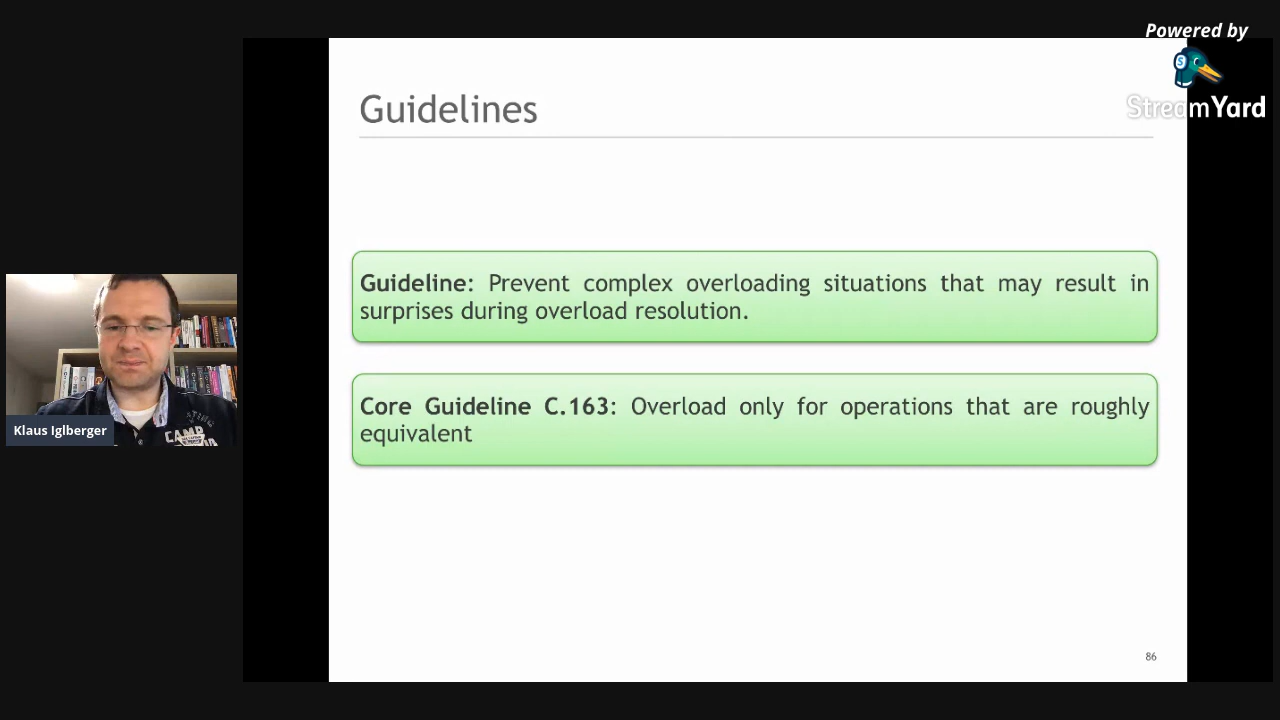 Powered by
StreamYard
Guidelines
Guideline: Prevent complex overloading situations that may result in
surprises during overload resolution.
Core Guideline C.163: Overload only for operations that are roughly
equivalent
Klaus Iglberger
CAMP
86